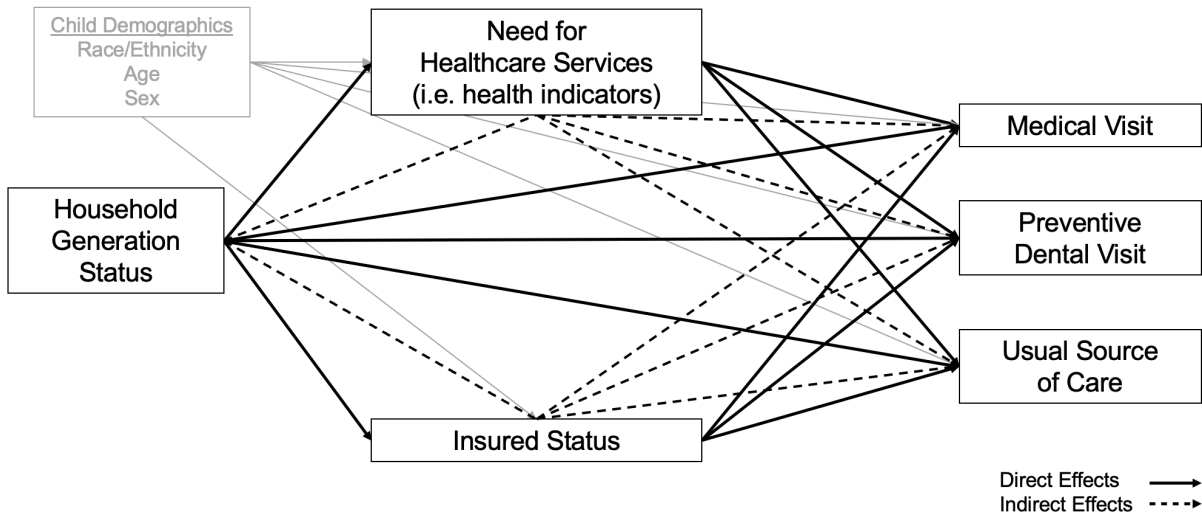 Child Demographics
Race/Ethnicity
Age
Sex
Need for
Healthcare Services
(i.e. health indicators)
Household
Generation
Status
Insured Status
Medical Visit
Preventive
Dental Visit
Usual Source
of Care
Direct Effects
Indirect Effects